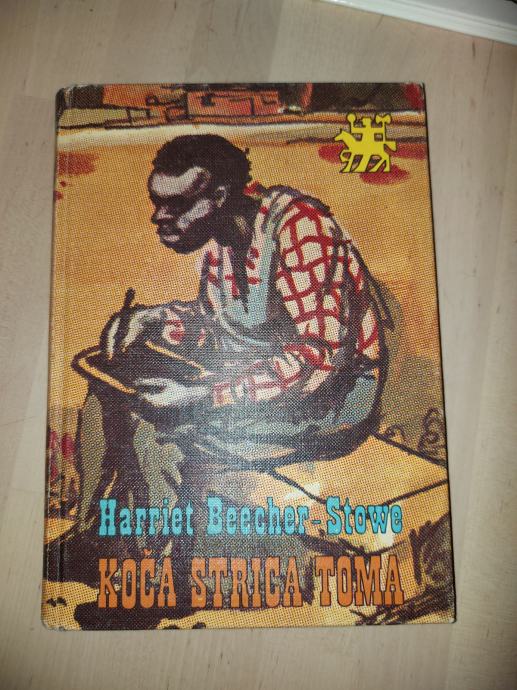 Harriet Beecher-Stowe
KOČA STRICA TOMA